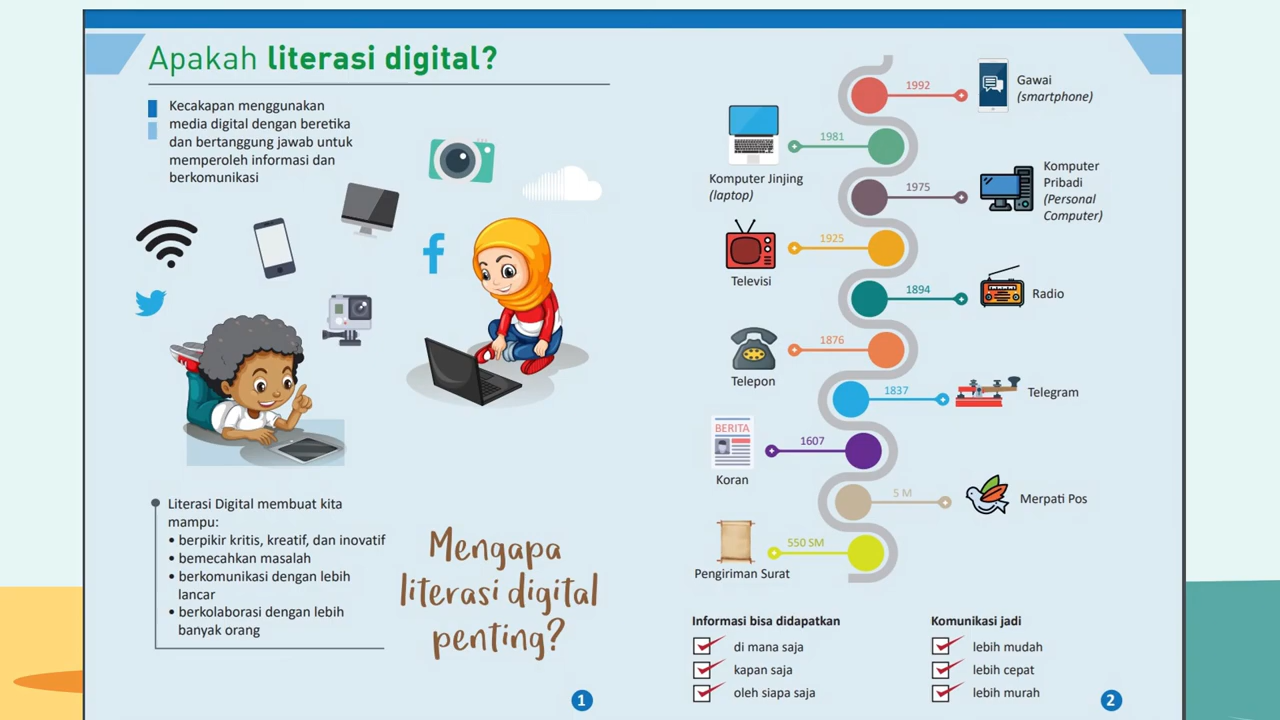 Apakah literasi digital?
Kecakapan menggunakan
media digital dengan beretika
dan bertanggung jawab untuk
memperoleh informasi dan
berkomunikasi
Literasi Digital membuat kita
mampu:
• berpikir kritis, kreatif, dan inovatif
• bemecahkan masalah
• berkomunikasi dengan lebih
lancar
• berkolaborasi dengan lebih
banyak orang
Mengapa
literasi digital
penting?
1
1992
Gawai
(smartphone)
1981
Komputer Jinjing
(laptop)
1975
Komputer
Pribadi
(Personal
Computer)
1925
Televisi
1894
Radio
1876
Telepon
1837
Telegram
BERITA
1607
Koran
5 M
Merpati Pos
550 SM
Pengiriman Surat
Informasi bisa didapatkan
di mana saja
kapan saja
oleh siapa saja
Komunikasi jadi
lebih mudah
lebih cepat
lebih murah
2